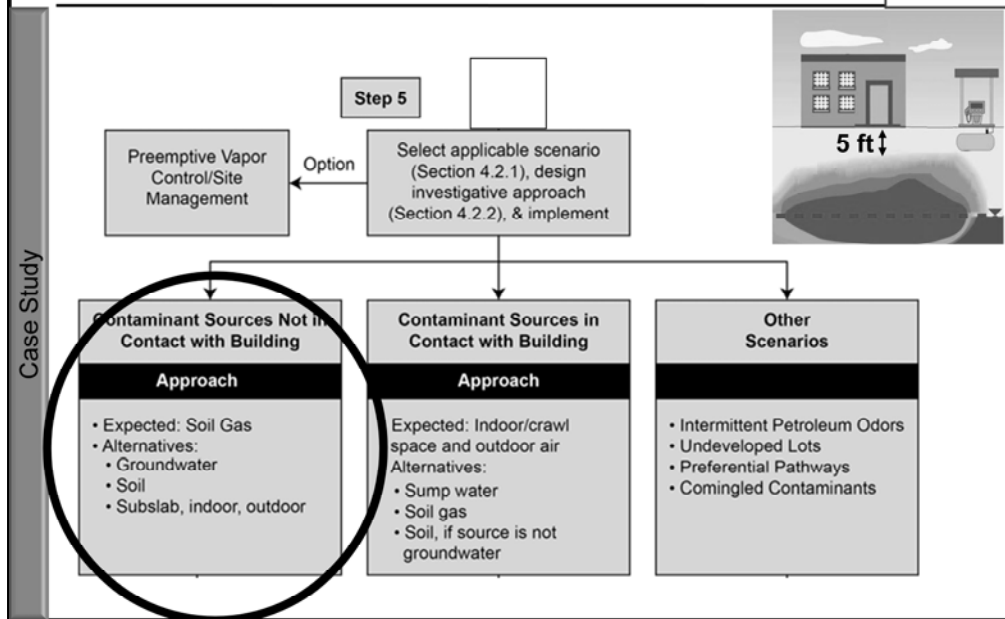 Case Study
Step 5
5 ft
Preemptive Vapor
Control/Site
Management
Option
Select applicable scenario
(Section 4.2.1), design
investigative approach
(Section 4.2.2), & implement
Contaminant Sources Not in
Contact with Building
Approach
• Expected: Soil Gas
• Alternatives:
• Groundwater
• Soil
• Subslab, indoor, outdoor
Contaminant Sources in
Contact with Building
Approach
Expected: Indoor/crawl
space and outdoor air
Alternatives:
• Sump water
• Soil gas
• Soil, if source is not
groundwater
Other
Scenarios
• Intermittent Petroleum Odors
• Undeveloped Lots
• Preferential Pathways
• Comingled Contaminants